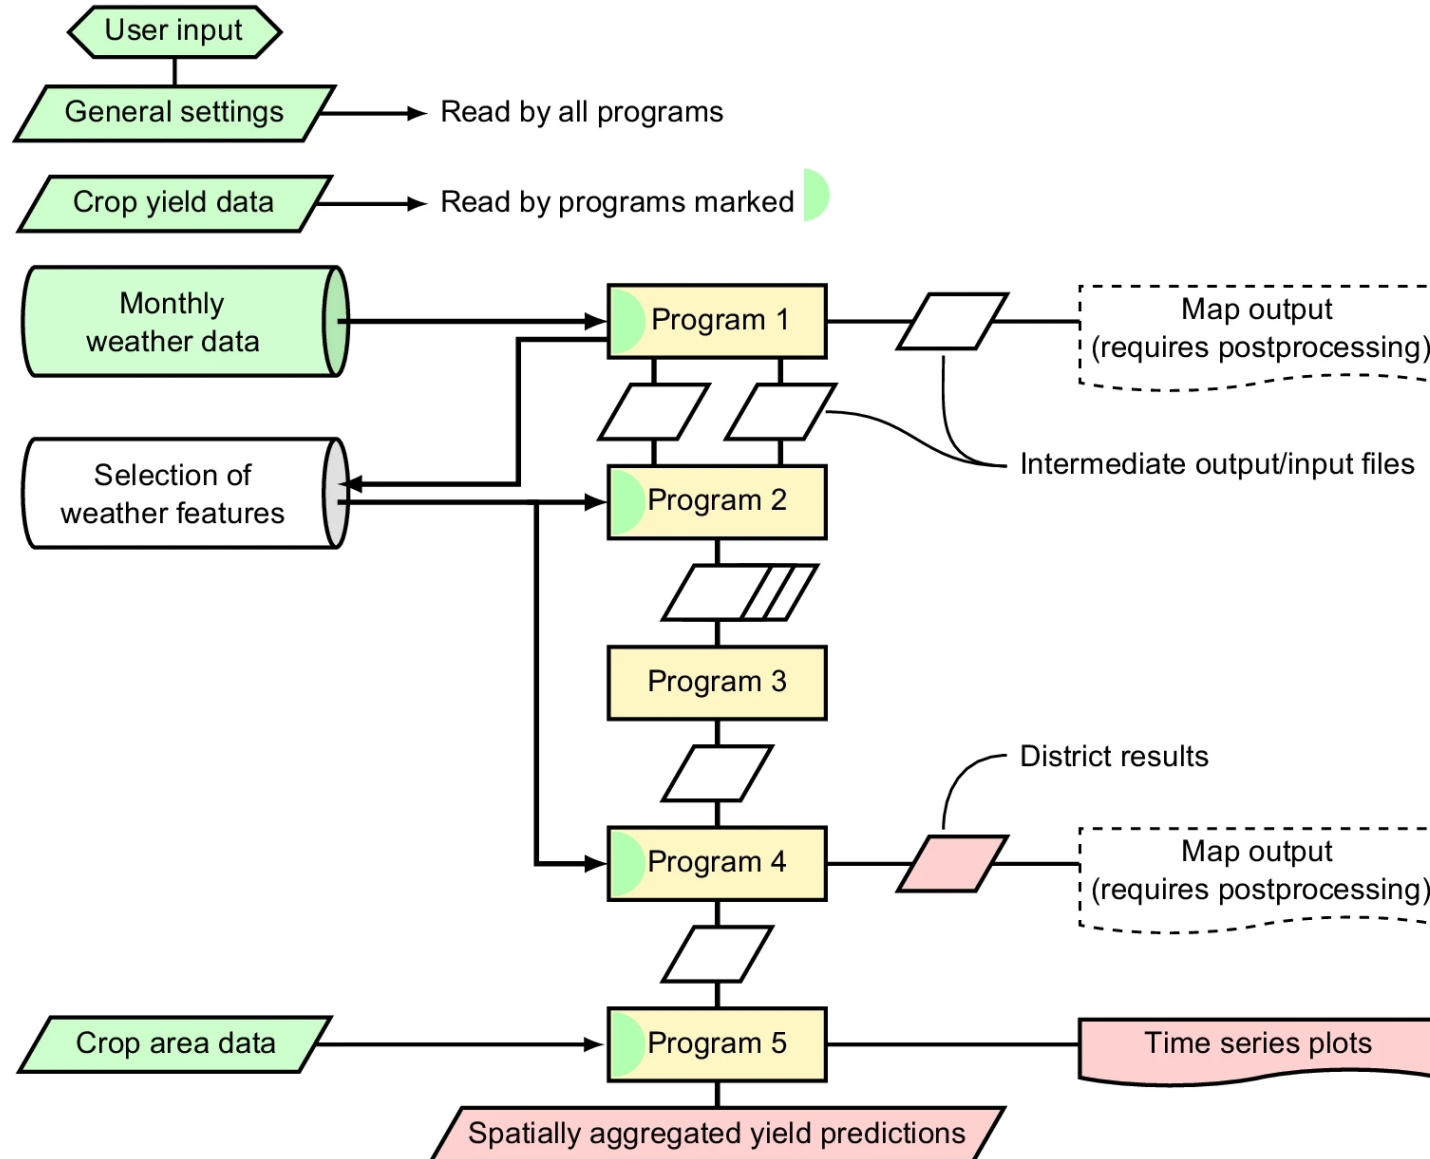 User input
General settings
Read by all programs
Crop yield data
Read by programs marked
Monthly
weather data
Program 1
Map output
(requires postprocessing)
Selection of
weather features
Program 2
Intermediate output/input files
Program 3
District results
Program 4
Map output
(requires postprocessing)
Crop area data
Program 5
Time series plots
Spatially aggregated yield predictions